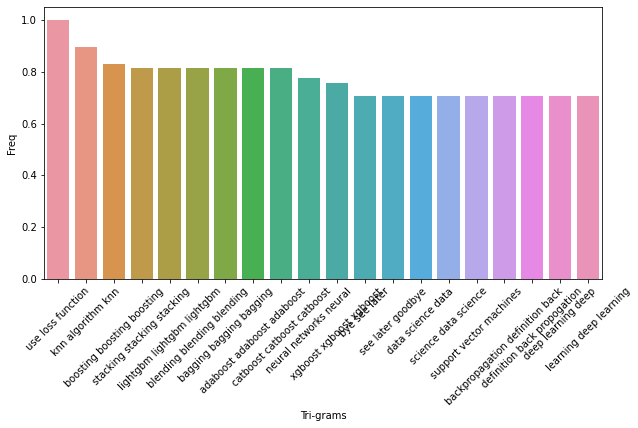 1.0
0.8
0.6
0.4
0.2
0.0
Freq
use loss function
knn algorithm knn
boosting boosting boosting
stacking stacking stacking
lightgbm lightgbm lightgbm
blending blending blending
bagging bagging bagging
adaboost adaboost adaboost
catboost catboost catboost
neural networks neural
xgboost xgboost xgboost
bye see later
see later goodbye
data science data
science data science
support vector machines
backpropagation definition back
definition back propogation
deep learning deep
learning deep learning
Tri-grams